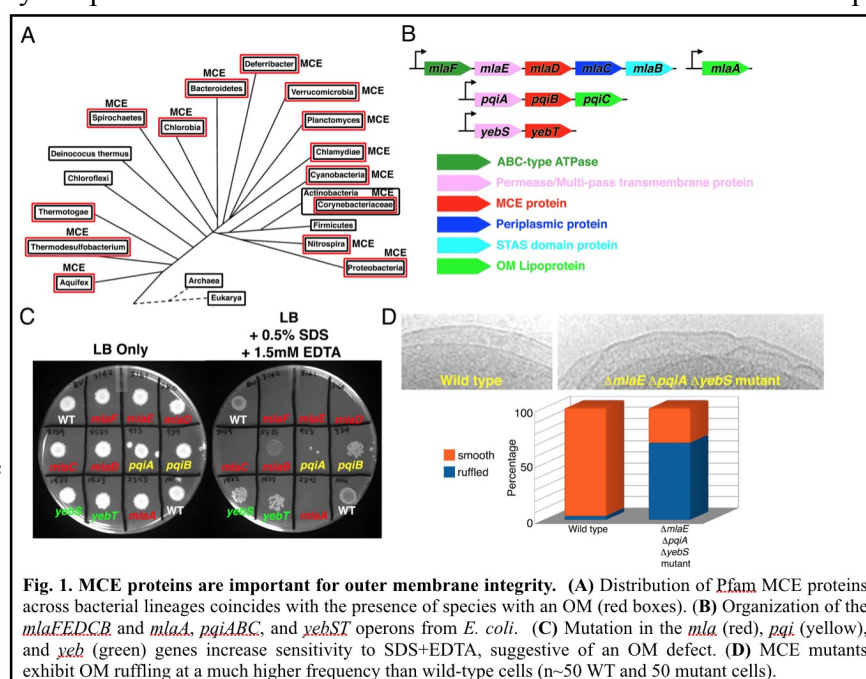 A
MCE
Deferribacter
MCE
Bacteroidetes
Verrucomicrobia MCE
MCE
Spirochaetes
MCE
Chlorobia
Planctomyces MCE
Deinococus thermus
Chlamydiae MCE
Chloroflexi
Cyanobacteria MCE
Actinobacteria MCE
Corynebacteriaceae
Thermotogae
Firmicutes
MCE
Thermodesulfobacterium
Nitrospira MCE
MCE
Proteobacteria
MCE
Aquifex
Archaea
Eukarya
B
mlaF mlaE mlaD mlaC mlaB mlaA
pqiA pqiB pqiC
yebS yebT
ABC-type ATPase
Permease/Multi-pass transmembrane protein
MCE protein
Periplasmic protein
STAS domain protein
OM Lipoprotein
C
LB Only
LB
+ 0.5% SDS
+ 1.5mM EDTA
WT mlaF mlaE mlaD
mlaC mlaB pqiA pqiB
yebS yebT mlaA WT
WT mlaF mlaE mlaD
mlaC mlaB pqiA pqiB
yebS yebT mlaA WT
D
Wild type
ΔmlaE ΔpqiA ΔyebS mutant
smooth
ruffled
Percentage
100
50
0
Wild type
ΔmlaE
ΔpqiA
ΔyebS
mutant
Fig. 1. MCE proteins are important for outer membrane integrity. (A) Distribution of Pfam MCE proteins
across bacterial lineages coincides with the presence of species with an OM (red boxes). (B) Organization of the
mlaFEDCB and mlaA, pqiABC, and yebST operons from E. coli. (C) Mutation in the mla (red), pqi (yellow),
and yeb (green) genes increase sensitivity to SDS+EDTA, suggestive of an OM defect. (D) MCE mutants
exhibit OM ruffling at a much higher frequency than wild-type cells (n~50 WT and 50 mutant cells).